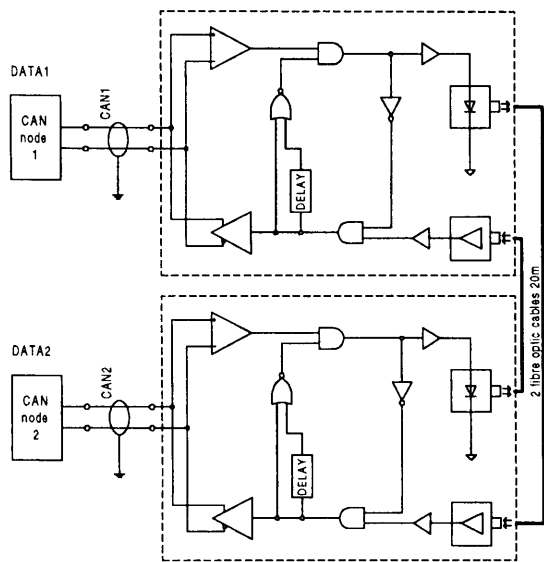 DATA1
CAN
node
1
CAN1
DELAY
DATA2
CAN
node
2
CAN2
DELAY
2 fibre optic cables 20m